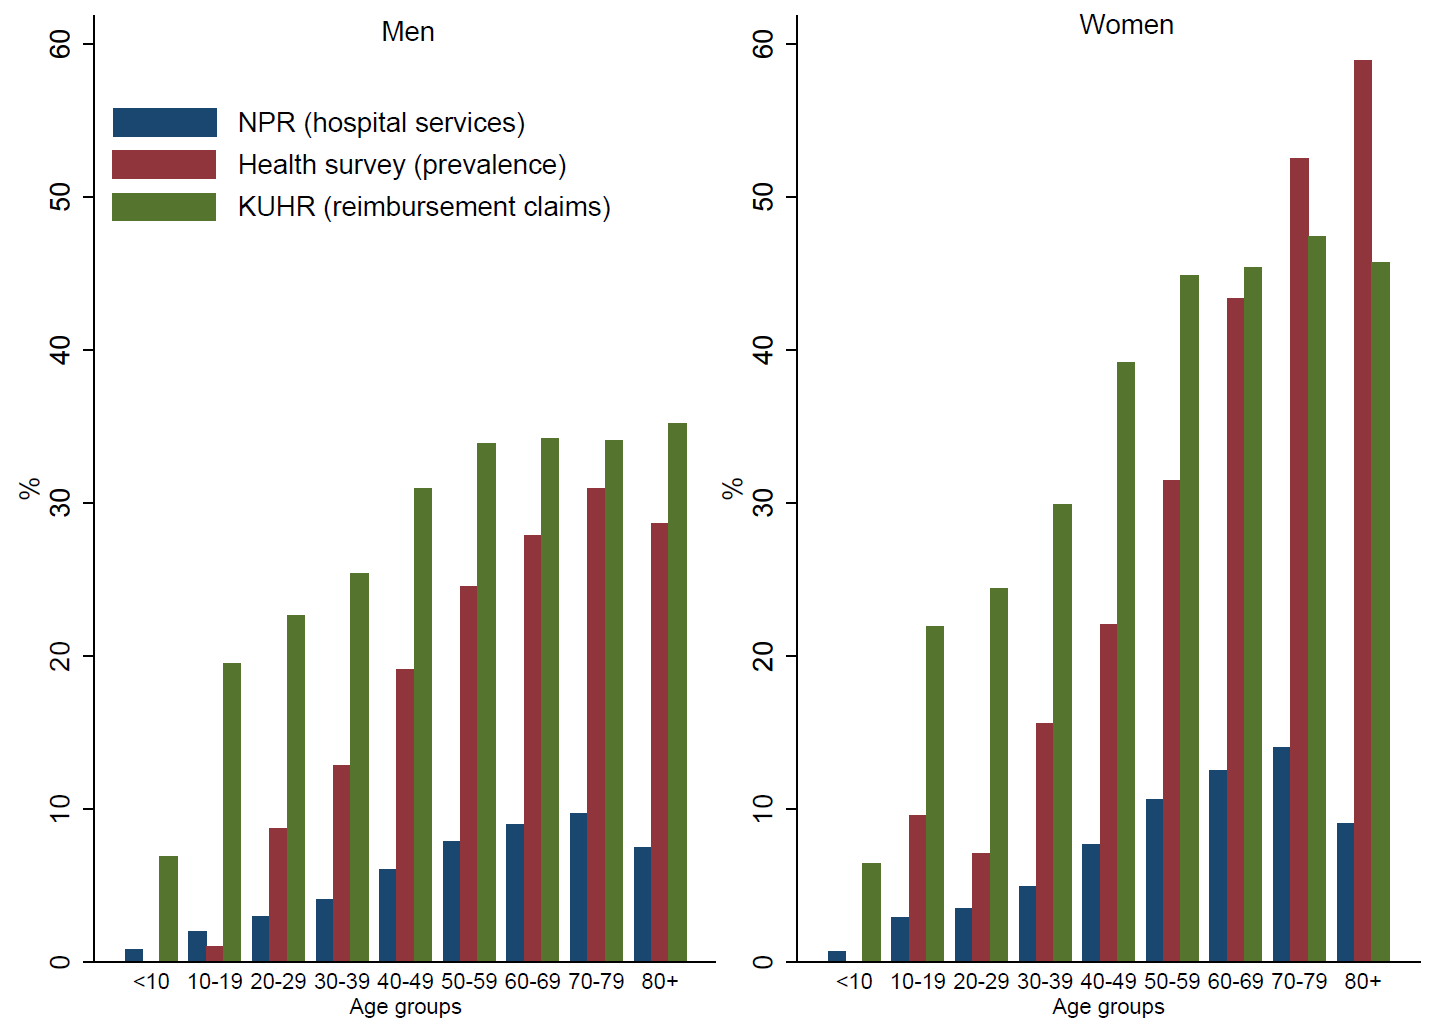 Men
60
50
40
30
20
10
0
%
NPR (hospital services)
Health survey (prevalence)
KUHR (reimbursement claims)
<10 10-19 20-29 30-39 40-49 50-59 60-69 70-79 80+
Age groups
Women
60
50
40
30
20
10
0
%
<10 10-19 20-29 30-39 40-49 50-59 60-69 70-79 80+
Age groups